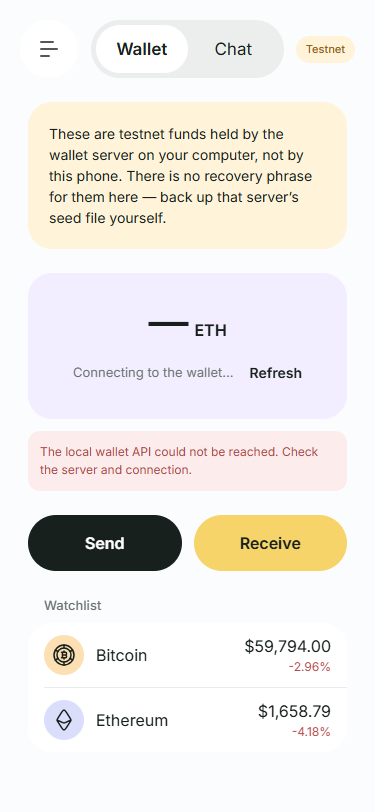 Wallet
Chat
Testnet
These are testnet funds held by the
wallet server on your computer, not by
this phone. There is no recovery phrase
for them here — back up that server's
seed file yourself.
— ETH
Connecting to the wallet...
Refresh
The local wallet API could not be reached. Check
the server and connection.
Send
Receive
Watchlist
Bitcoin
$59,794.00
-2.96%
Ethereum
$1,658.79
-4.18%